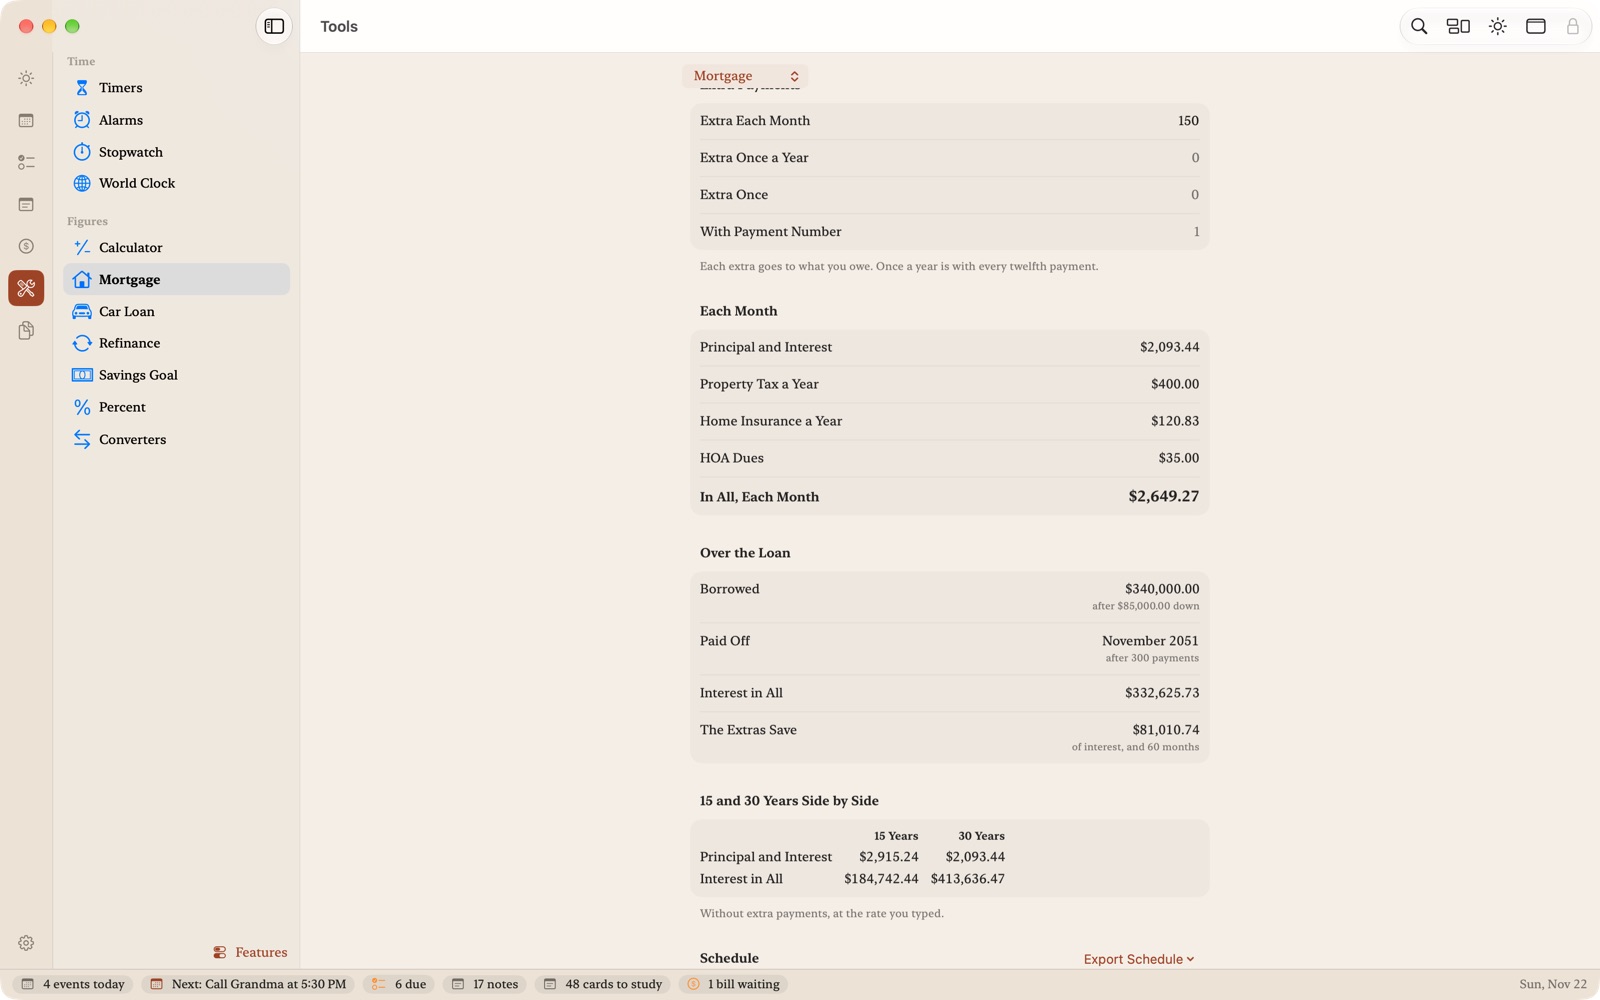 Tools
Time
Timers
Alarms
Stopwatch
World Clock
Figures
Calculator
Mortgage
Car Loan
Refinance
Savings Goal
Percent
Converters
Features
Mortgage
Extra Each Month 150
Extra Once a Year 0
Extra Once 0
With Payment Number 1
Each extra goes to what you owe. Once a year is with every twelfth payment.
Each Month
Principal and Interest $2,093.44
Property Tax a Year $400.00
Home Insurance a Year $120.83
HOA Dues $35.00
In All, Each Month $2,649.27
Over the Loan
Borrowed $340,000.00
after $85,000.00 down
Paid Off November 2051
after 300 payments
Interest in All $332,625.73
The Extras Save $81,010.74
of interest, and 60 months
15 and 30 Years Side by Side
15 Years 30 Years
Principal and Interest $2,915.24 $2,093.44
Interest in All $184,742.44 $413,636.47
Without extra payments, at the rate you typed.
Schedule Export Schedule
4 events today Next: Call Grandma at 5:30 PM 6 due 17 notes 48 cards to study 1 bill waiting Sun, Nov 22